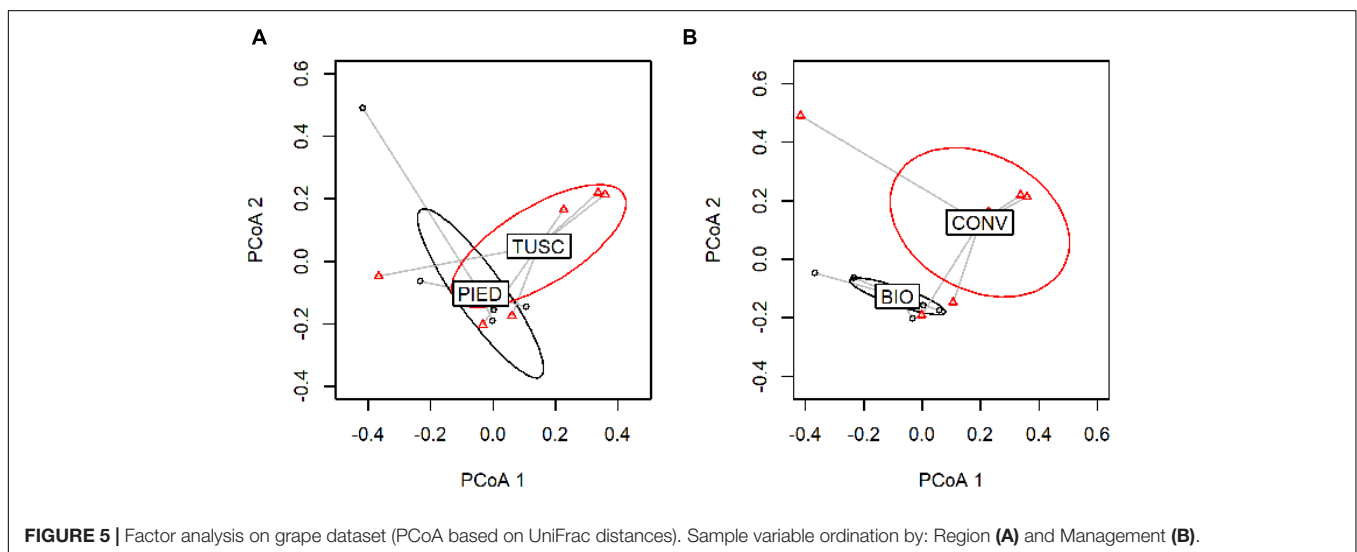 A
B
0.6
0.4
0.2
0.0
-0.2
-0.4
PCoA 2
TUSC
PIED
-0.4 -0.2 0.0 0.2 0.4
PCoA 1
0.6
0.4
0.2
0.0
-0.2
-0.4
PCoA 2
CONV
BIO
-0.4 -0.2 0.0 0.2 0.4 0.6
PCoA 1
FIGURE 5 | Factor analysis on grape dataset (PCoA based on UniFrac distances). Sample variable ordination by: Region (A) and Management (B).